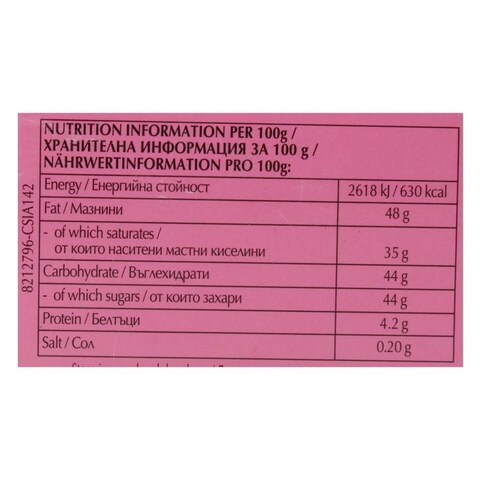 NUTRITION INFORMATION PER 100g /
ХРАНИТЕЛНА ИНФОРМАЦИЯ ЗА 100 g /
NÄHRWERTINFORMATION PRO 100g:
Energy / Енергийна стойност 2618 kJ / 630 kcal
Fat / Мазнини 48 g
- of which saturates /
от които наситени мастни киселини 35 g
Carbohydrate / Въглехидрати 44 g
- of which sugars / от които захари 44 g
Protein / Белтъци 4.2 g
Salt / Сол 0.20 g
8212796-CSIA142